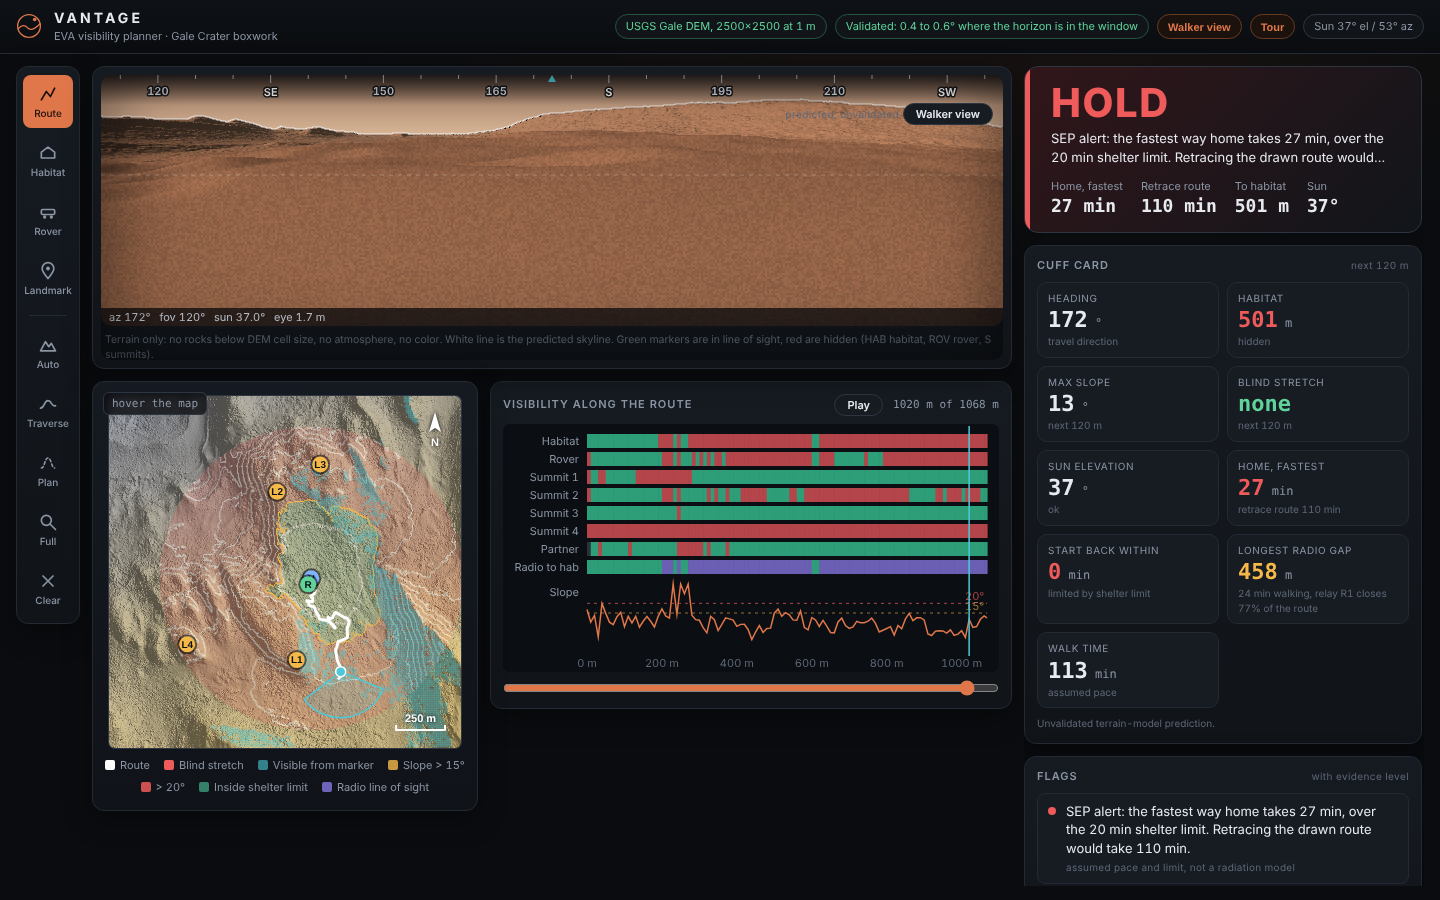 VANTAGE
EVA visibility planner · Gale Crater boxwork
USGS Gale DEM, 2500×2500 at 1 m
Validated: 0.4 to 0.6° where the horizon is in the window
Walker view
Tour
Sun 37° el / 53° az
Route
Habitat
Rover
Landmark
Auto
Traverse
Plan
Full
Clear
120 SE 150 165 S 195 210 SW
predicted, unvalidated
Walker view
az 172° fov 120° sun 37.0° eye 1.7 m
Terrain only: no rocks below DEM cell size, no atmosphere, no color. White line is the predicted skyline. Green markers are in line of sight, red are hidden (HAB habitat, ROV rover, S
summits).
hover the map
N
L3
L2
R
L4
L1
250 m
Route Blind stretch Visible from marker Slope > 15°
> 20° Inside shelter limit Radio line of sight
VISIBILITY ALONG THE ROUTE
Play
1020 m of 1068 m
Habitat
Rover
Summit 1
Summit 2
Summit 3
Summit 4
Partner
Radio to hab
Slope
20°
15°
0 m 200 m 400 m 600 m 800 m 1000 m
HOLD
SEP alert: the fastest way home takes 27 min, over the
20 min shelter limit. Retracing the drawn route would...
Home, fastest Retrace route To habitat Sun
27 min 110 min 501 m 37°
CUFF CARD
next 120 m
HEADING
172 °
travel direction
HABITAT
501 m
hidden
MAX SLOPE
13 °
next 120 m
BLIND STRETCH
none
next 120 m
SUN ELEVATION
37 °
ok
HOME, FASTEST
27 min
retrace route 110 min
START BACK WITHIN
0 min
limited by shelter limit
LONGEST RADIO GAP
458 m
24 min walking, relay R1 closes
77% of the route
WALK TIME
113 min
assumed pace
Unvalidated terrain-model prediction.
FLAGS
with evidence level
SEP alert: the fastest way home takes 27 min, over
the 20 min shelter limit. Retracing the drawn route
would take 110 min.
assumed pace and limit, not a radiation model